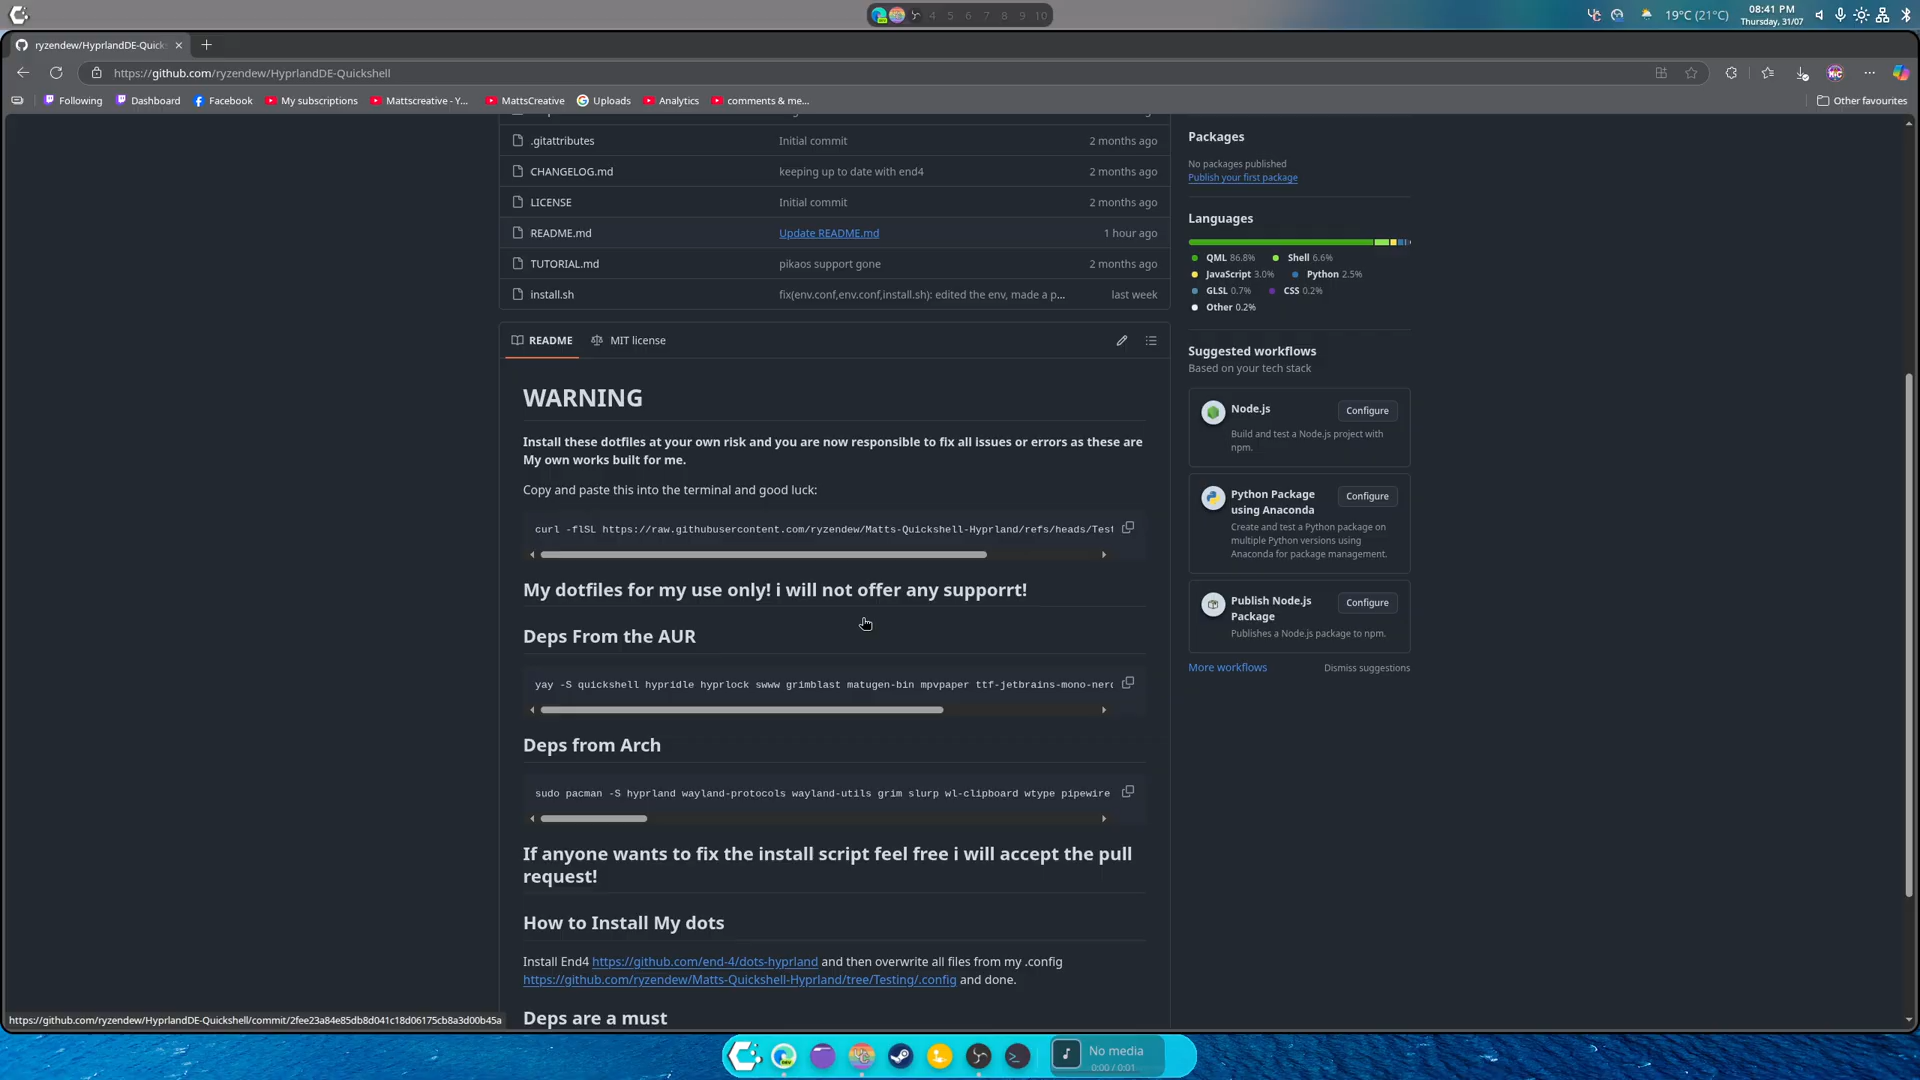 4 5 6 7 8 9 10
19°C (21°C)
08:41 PM
Thursday, 31/07
ryzendew/HyprlandDE-Quick
https://github.com/ryzendew/HyprlandDE-Quickshell
Following
Dashboard
Facebook
My subscriptions
Mattscreative - Y...
MattsCreative
Uploads
Analytics
comments & me...
Other favourites
.gitattributes Initial commit 2 months ago
CHANGELOG.md keeping up to date with end4 2 months ago
LICENSE Initial commit 2 months ago
README.md Update README.md 1 hour ago
TUTORIAL.md pikaos support gone 2 months ago
install.sh fix(env.conf,env.conf,install.sh): edited the env, made a p... last week
README
MIT license
WARNING
Install these dotfiles at your own risk and you are now responsible to fix all issues or errors as these are
My own works built for me.
Copy and paste this into the terminal and good luck:
curl -flSL https://raw.githubusercontent.com/ryzendew/Matts-Quickshell-Hyprland/refs/heads/Test
My dotfiles for my use only! i will not offer any supporrt!
Deps From the AUR
yay -S quickshell hypridle hyprlock swww grimblast matugen-bin mpvpaper ttf-jetbrains-mono-nerd
Deps from Arch
sudo pacman -S hyprland wayland-protocols wayland-utils grim slurp wl-clipboard wtype pipewire
If anyone wants to fix the install script feel free i will accept the pull
request!
How to Install My dots
Install End4 https://github.com/end-4/dots-hyprland and then overwrite all files from my .config
https://github.com/ryzendew/Matts-Quickshell-Hyprland/tree/Testing/.config and done.
Deps are a must
Packages
No packages published
Publish your first package
Languages
QML 86.8% Shell 6.6%
JavaScript 3.0% Python 2.5%
GLSL 0.7% CSS 0.2%
Other 0.2%
Suggested workflows
Based on your tech stack
Node.js
Configure
Build and test a Node.js project with
npm.
Python Package
using Anaconda
Configure
Create and test a Python package on
multiple Python versions using
Anaconda for package management.
Publish Node.js
Package
Configure
Publishes a Node.js package to npm.
More workflows
Dismiss suggestions
https://github.com/ryzendew/HyprlandDE-Quickshell/commit/2fee23a84e85db8d041c18d06175cb8a3d00b45a
No media
0:00 / 0:01